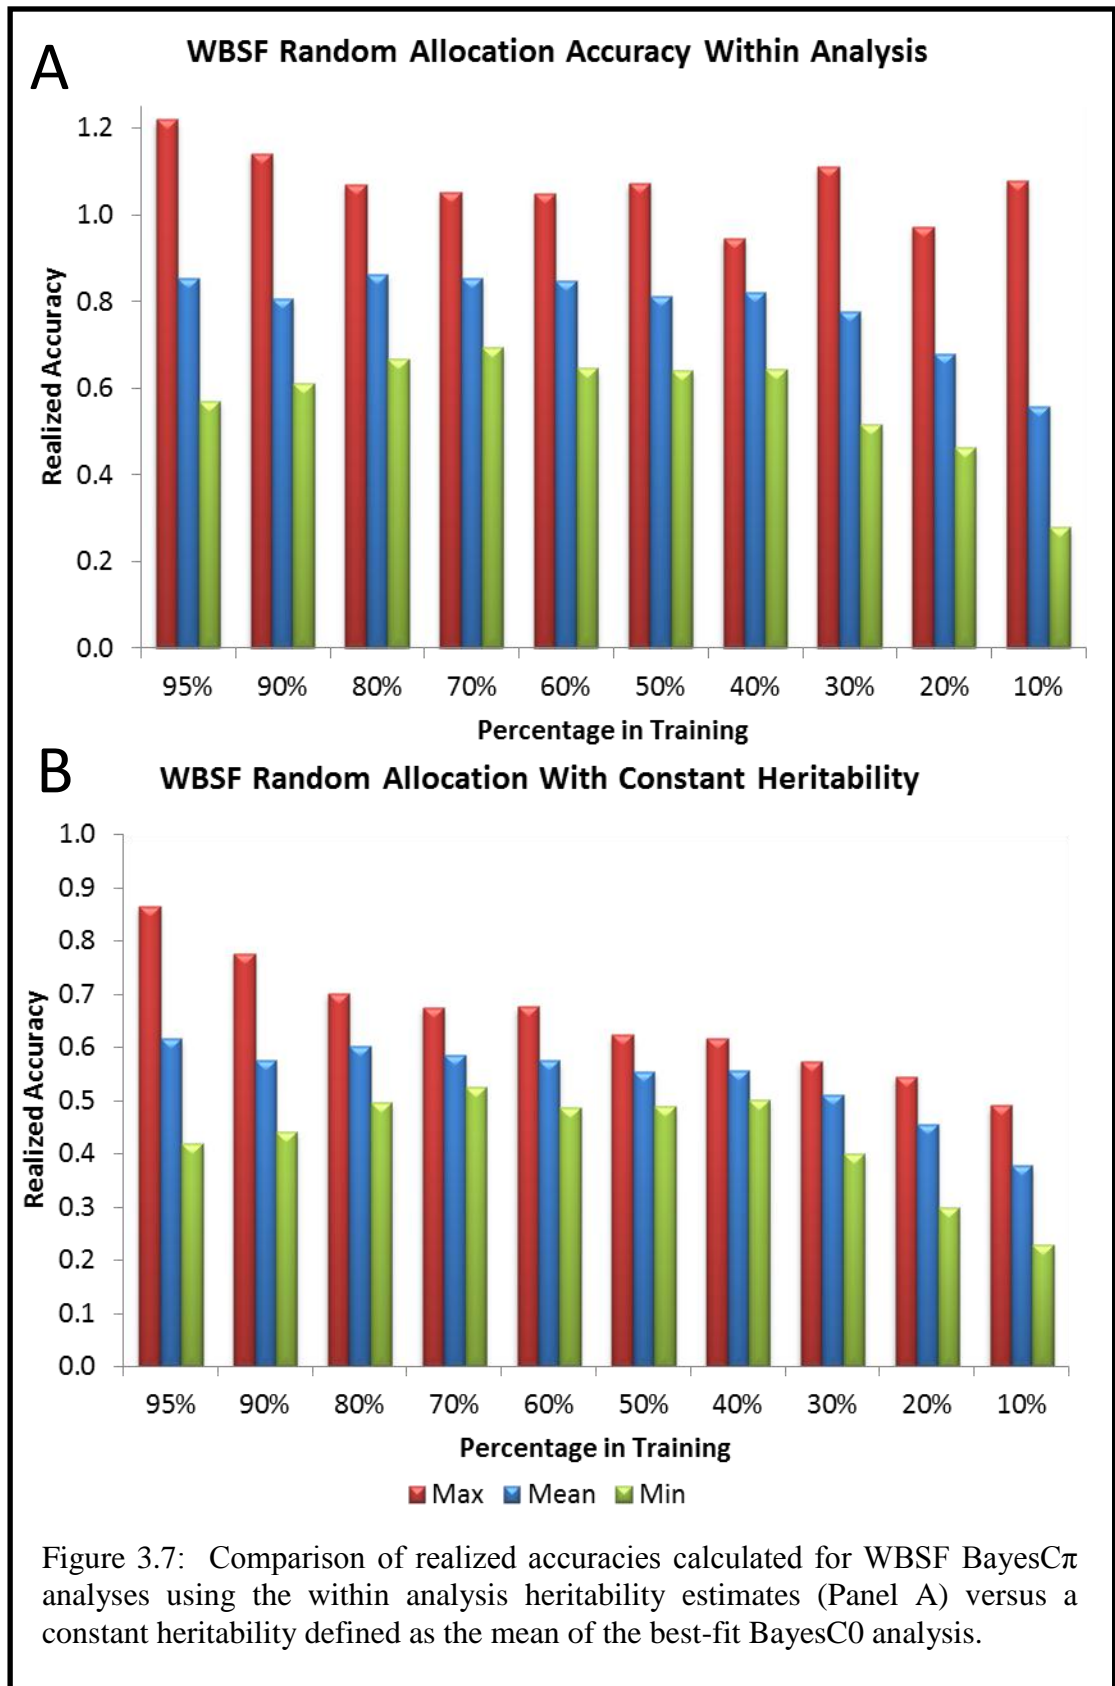 A
WBSF Random Allocation Accuracy Within Analysis
Realized Accuracy
1.2
1.0
0.8
0.6
0.4
0.2
0.0
95% 90% 80% 70% 60% 50% 40% 30% 20% 10%
Percentage in Training
B
WBSF Random Allocation With Constant Heritability
Realized Accuracy
1.0
0.9
0.8
0.7
0.6
0.5
0.4
0.3
0.2
0.1
0.0
95% 90% 80% 70% 60% 50% 40% 30% 20% 10%
Percentage in Training
Max Mean Min
Figure 3.7: Comparison of realized accuracies calculated for WBSF BayesCπ
analyses using the within analysis heritability estimates (Panel A) versus a
constant heritability defined as the mean of the best-fit BayesC0 analysis.